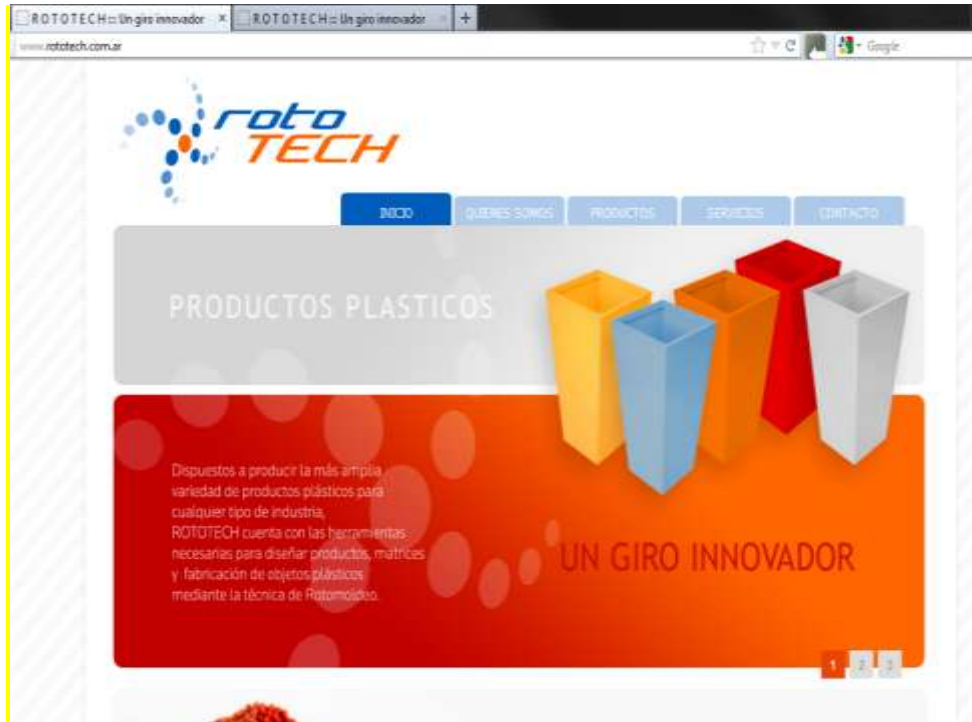 ROTOTECH :: Un giro innovador
ROTOTECH :: Un giro innovador
www.rototech.com.ar
Google
roto
TECH
INICIO
QUIENES SOMOS
PRODUCTOS
SERVICIOS
CONTACTO
PRODUCTOS PLASTICOS
Dispuestos a producir la más amplia
variedad de productos plásticos para
cualquier tipo de industria,
ROTOTECH cuenta con las herramientas
necesarias para diseñar productos, matrices
y fabricación de objetos plásticos
mediante la técnica de Rotomoldeo.
UN GIRO INNOVADOR
1 2 3